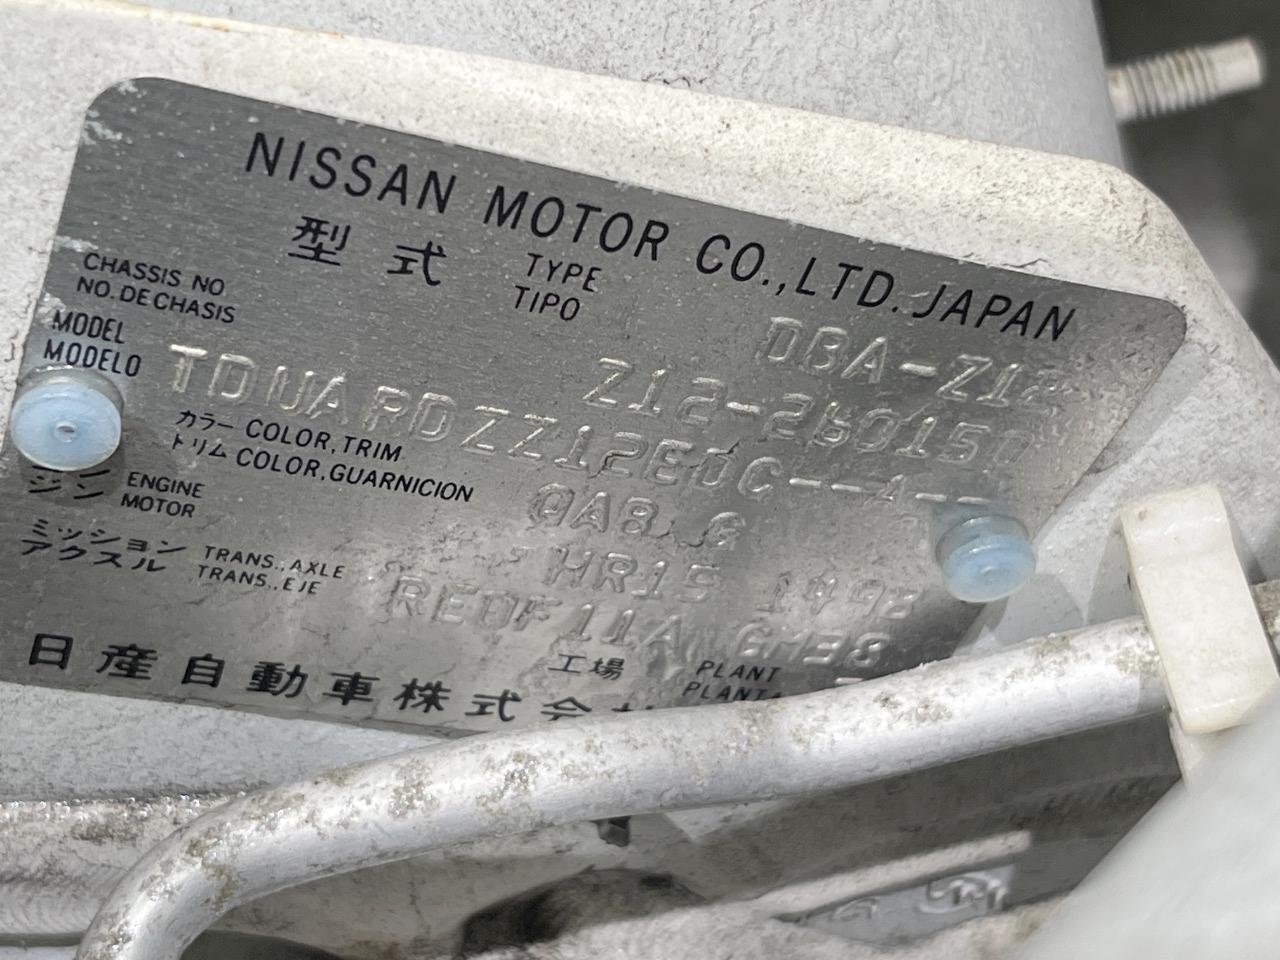 NISSAN MOTOR CO.,LTD. JAPAN
型式 TYPE TIPO DBA-Z12
CHASSIS NO
NO. DE CHASIS
MODEL
MODELO TDUARDZZ12EDC--A--
カラー COLOR,TRIM
トリム COLOR,GUARNICION
ジン ENGINE MOTOR HR15
ミッション TRANS.,AXLE
アクスル TRANS.,EJE RE0F11A
工場 PLANT
PLANTA
日産自動車株式会